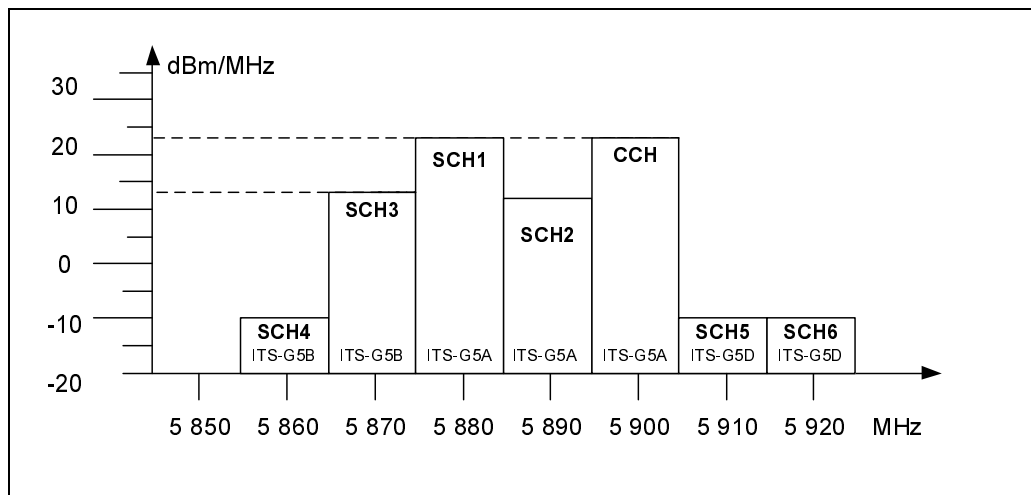 dBm/MHz
30
20
10
0
-10
-20
SCH4
ITS-G5B
SCH3
ITS-G5B
SCH1
ITS-G5A
SCH2
ITS-G5A
CCH
ITS-G5A
SCH5
ITS-G5D
SCH6
ITS-G5D
5 850 5 860 5 870 5 880 5 890 5 900 5 910 5 920 MHz